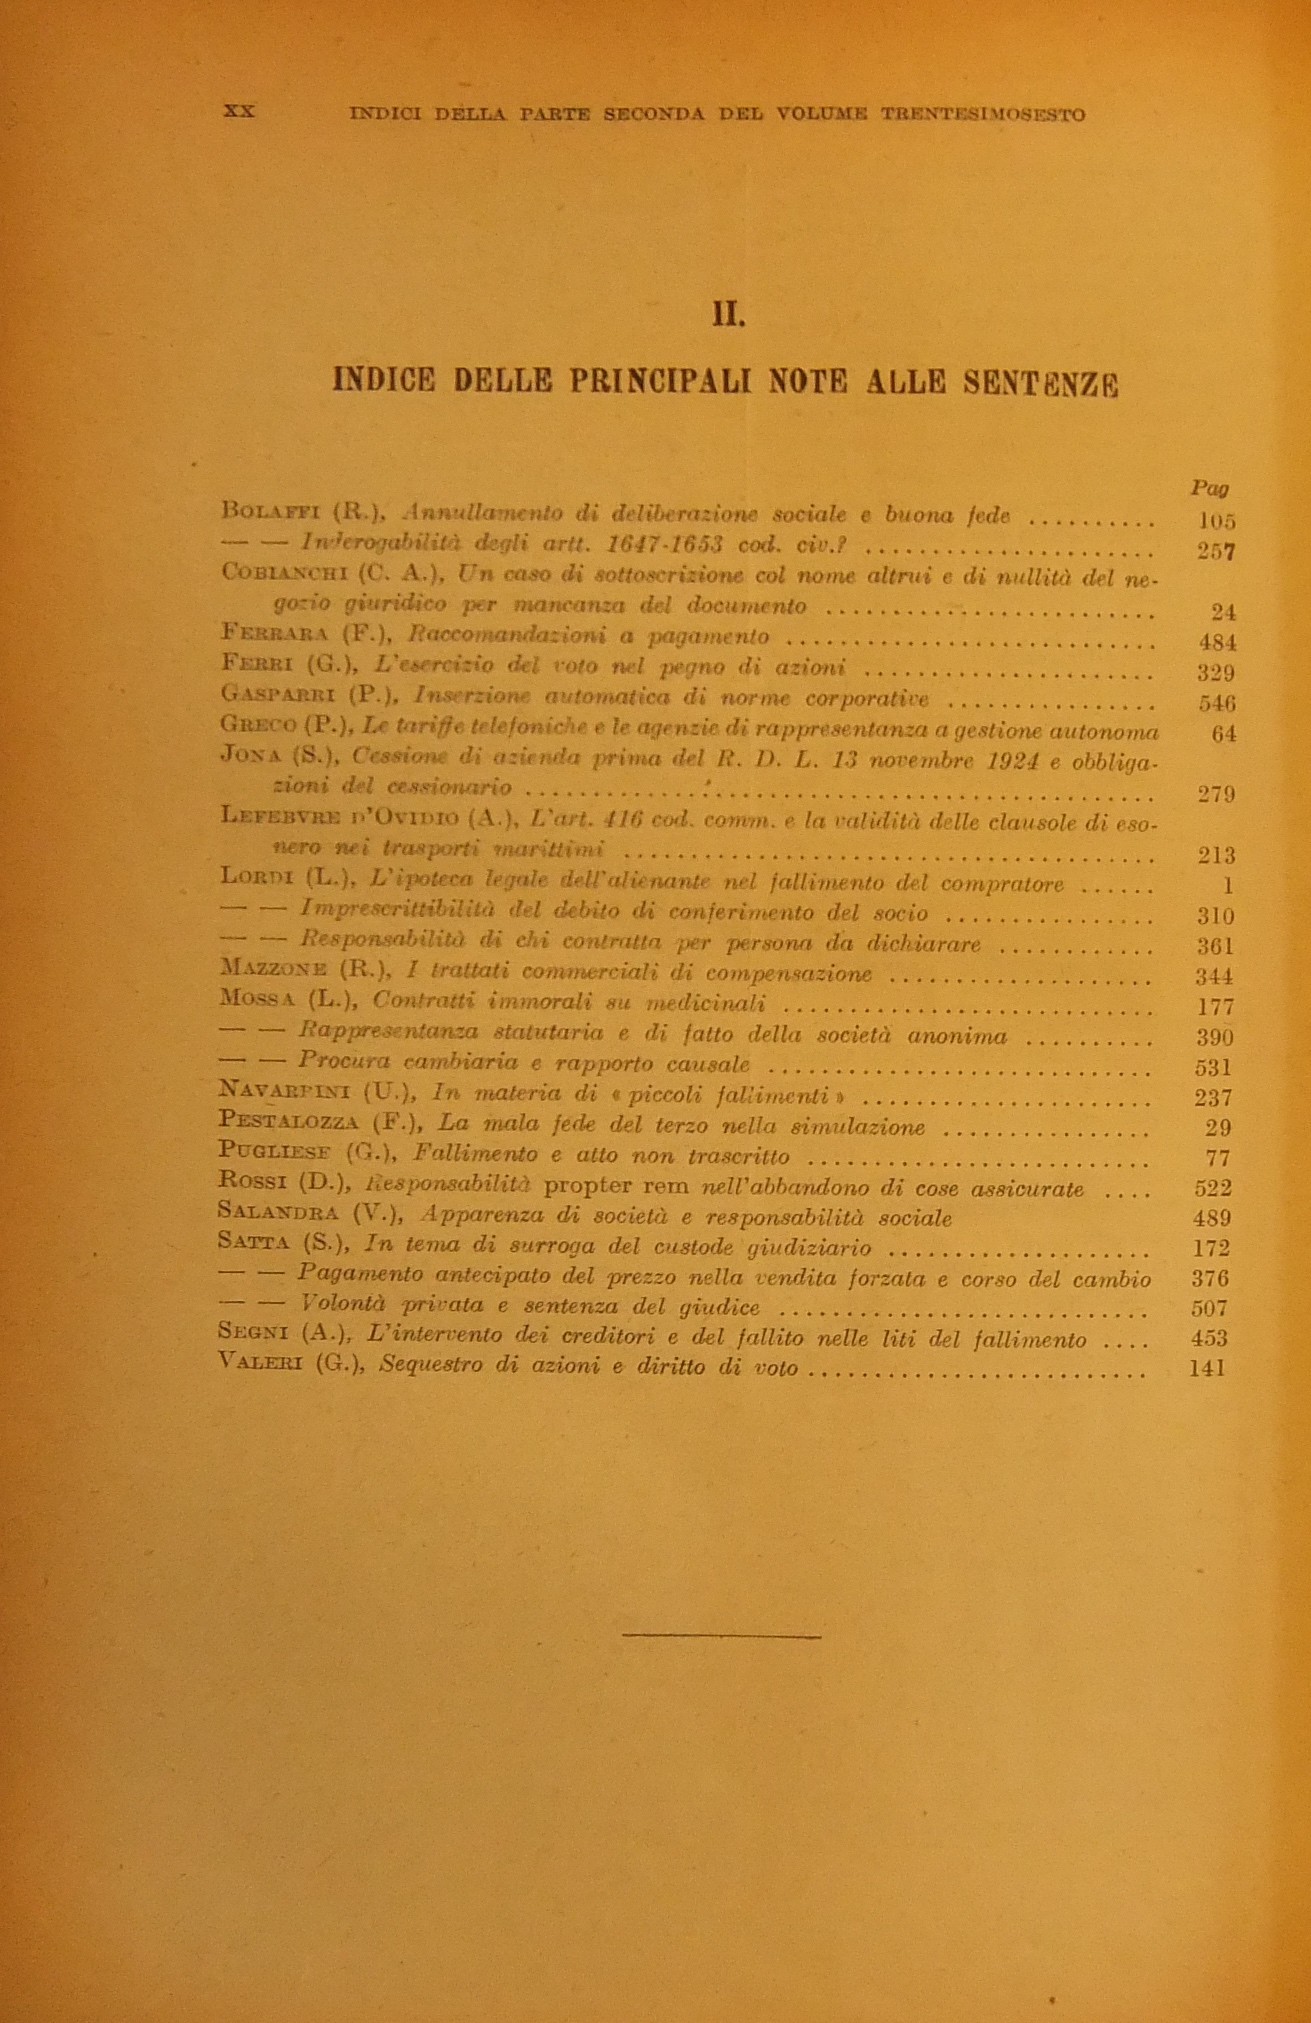 XX INDICI DELLA PARTE SECONDA DEL VOLUME TRENTESIMOSESTO
II.
INDICE DELLE PRINCIPALI NOTE ALLE SENTENZE
Pag
BOLAFFI (R.), Annullamento di deliberazione sociale e buona fede .......... 105
— — Inderogabilità degli artt. 1647-1653 cod. civ.? ...................... 257
COBIANCHI (C. A.), Un caso di sottoscrizione col nome altrui e di nullità del ne-
gozio giuridico per mancanza del documento ......................... 24
FERRARA (F.), Raccomandazioni a pagamento ............................ 484
FERRI (G.), L'esercizio del voto nel pegno di azioni ...................... 329
GASPARRI (P.), Inserzione automatica di norme corporative ................ 546
GRECO (P.), Le tariffe telefoniche e le agenzie di rappresentanza a gestione autonoma 64
JONA (S.), Cessione di azienda prima del R. D. L. 13 novembre 1924 e obbliga-
zioni del cessionario ................................................ 279
LEFEBVRE D'OVIDIO (A.), L'art. 416 cod. comm. e la validità delle clausole di eso-
nero nei trasporti marittimi ........................................ 213
LORDI (L.), L'ipoteca legale dell'alienante nel fallimento del compratore ...... 1
— — Imprescrittibilità del debito di conferimento del socio ................ 310
— — Responsabilità di chi contratta per persona da dichiarare ............ 361
MAZZONE (R.), I trattati commerciali di compensazione .................... 344
MOSSA (L.), Contratti immorali su medicinali ............................ 177
— — Rappresentanza statutaria e di fatto della società anonima .......... 390
— — Procura cambiaria e rapporto causale ............................. 531
NAVARRINI (U.), In materia di « piccoli fallimenti » ...................... 237
PESTALOZZA (F.), La mala fede del terzo nella simulazione ................ 29
PUGLIESE (G.), Fallimento e atto non trascritto .......................... 77
ROSSI (D.), Responsabilità propter rem nell'abbandono di cose assicurate .... 522
SALANDRA (V.), Apparenza di società e responsabilità sociale 489
SATTA (S.), In tema di surroga del custode giudiziario .................... 172
— — Pagamento antecipato del prezzo nella vendita forzata e corso del cambio 376
— — Volontà privata e sentenza del giudice ............................ 507
SEGNI (A.), L'intervento dei creditori e del fallito nelle liti del fallimento .... 453
VALERI (G.), Sequestro di azioni e diritto di voto .......................... 141